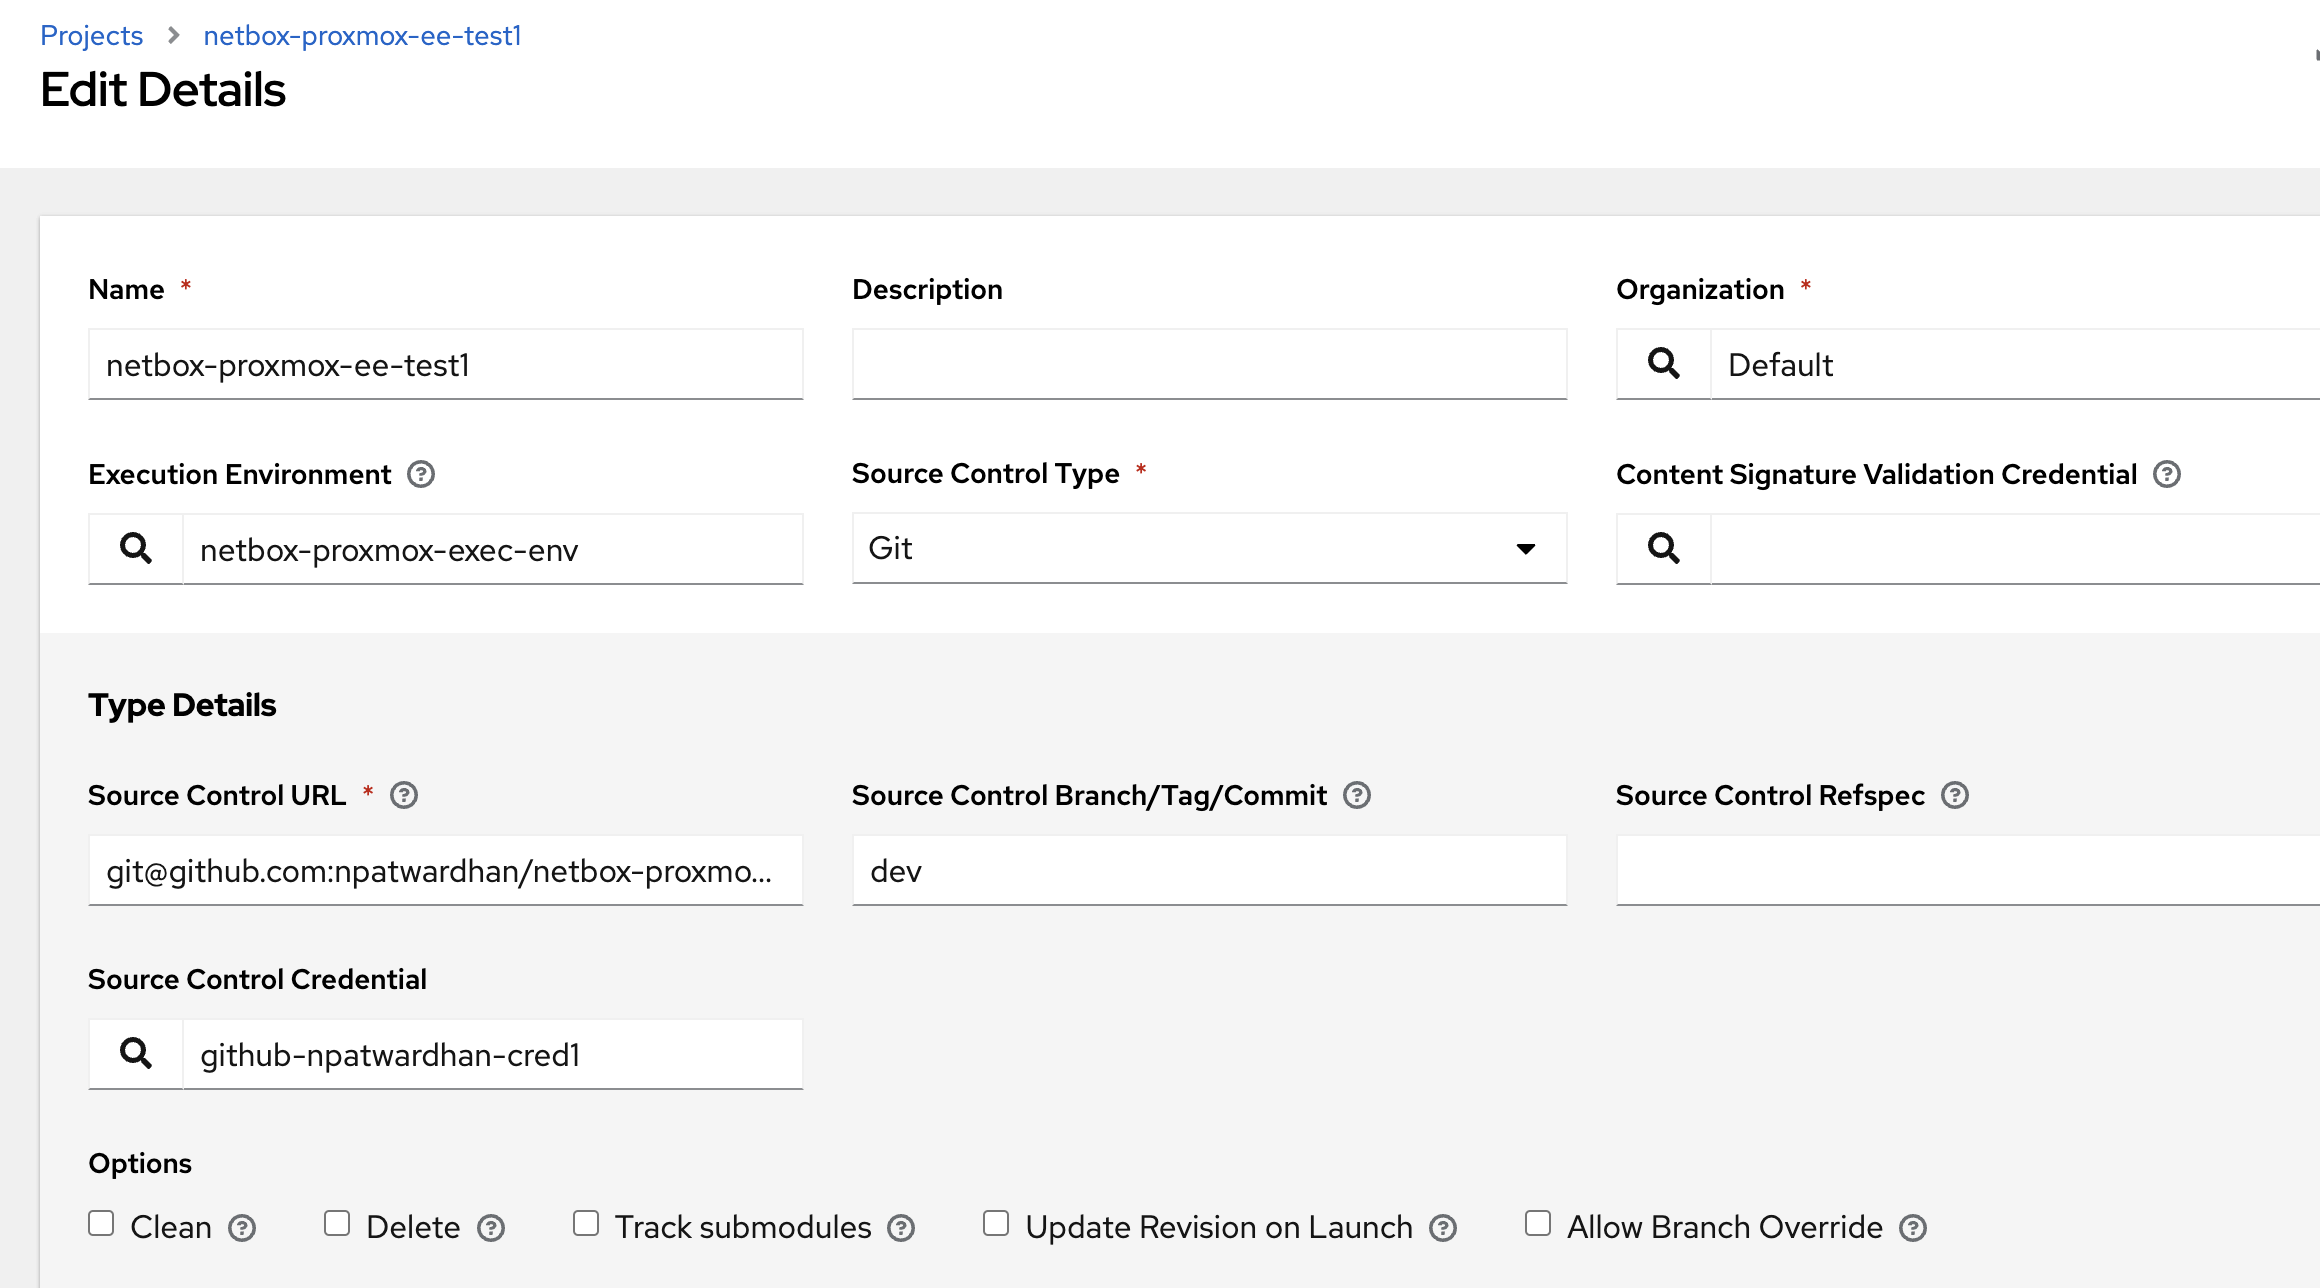 Projects > netbox-proxmox-ee-test1
Edit Details
Name * Description Organization *
netbox-proxmox-ee-test1 Default
Execution Environment Source Control Type * Content Signature Validation Credential
netbox-proxmox-exec-env Git
Type Details
Source Control URL * Source Control Branch/Tag/Commit Source Control Refspec
git@github.com:npatwardhan/netbox-proxmo... dev
Source Control Credential
github-npatwardhan-cred1
Options
Clean Delete Track submodules Update Revision on Launch Allow Branch Override